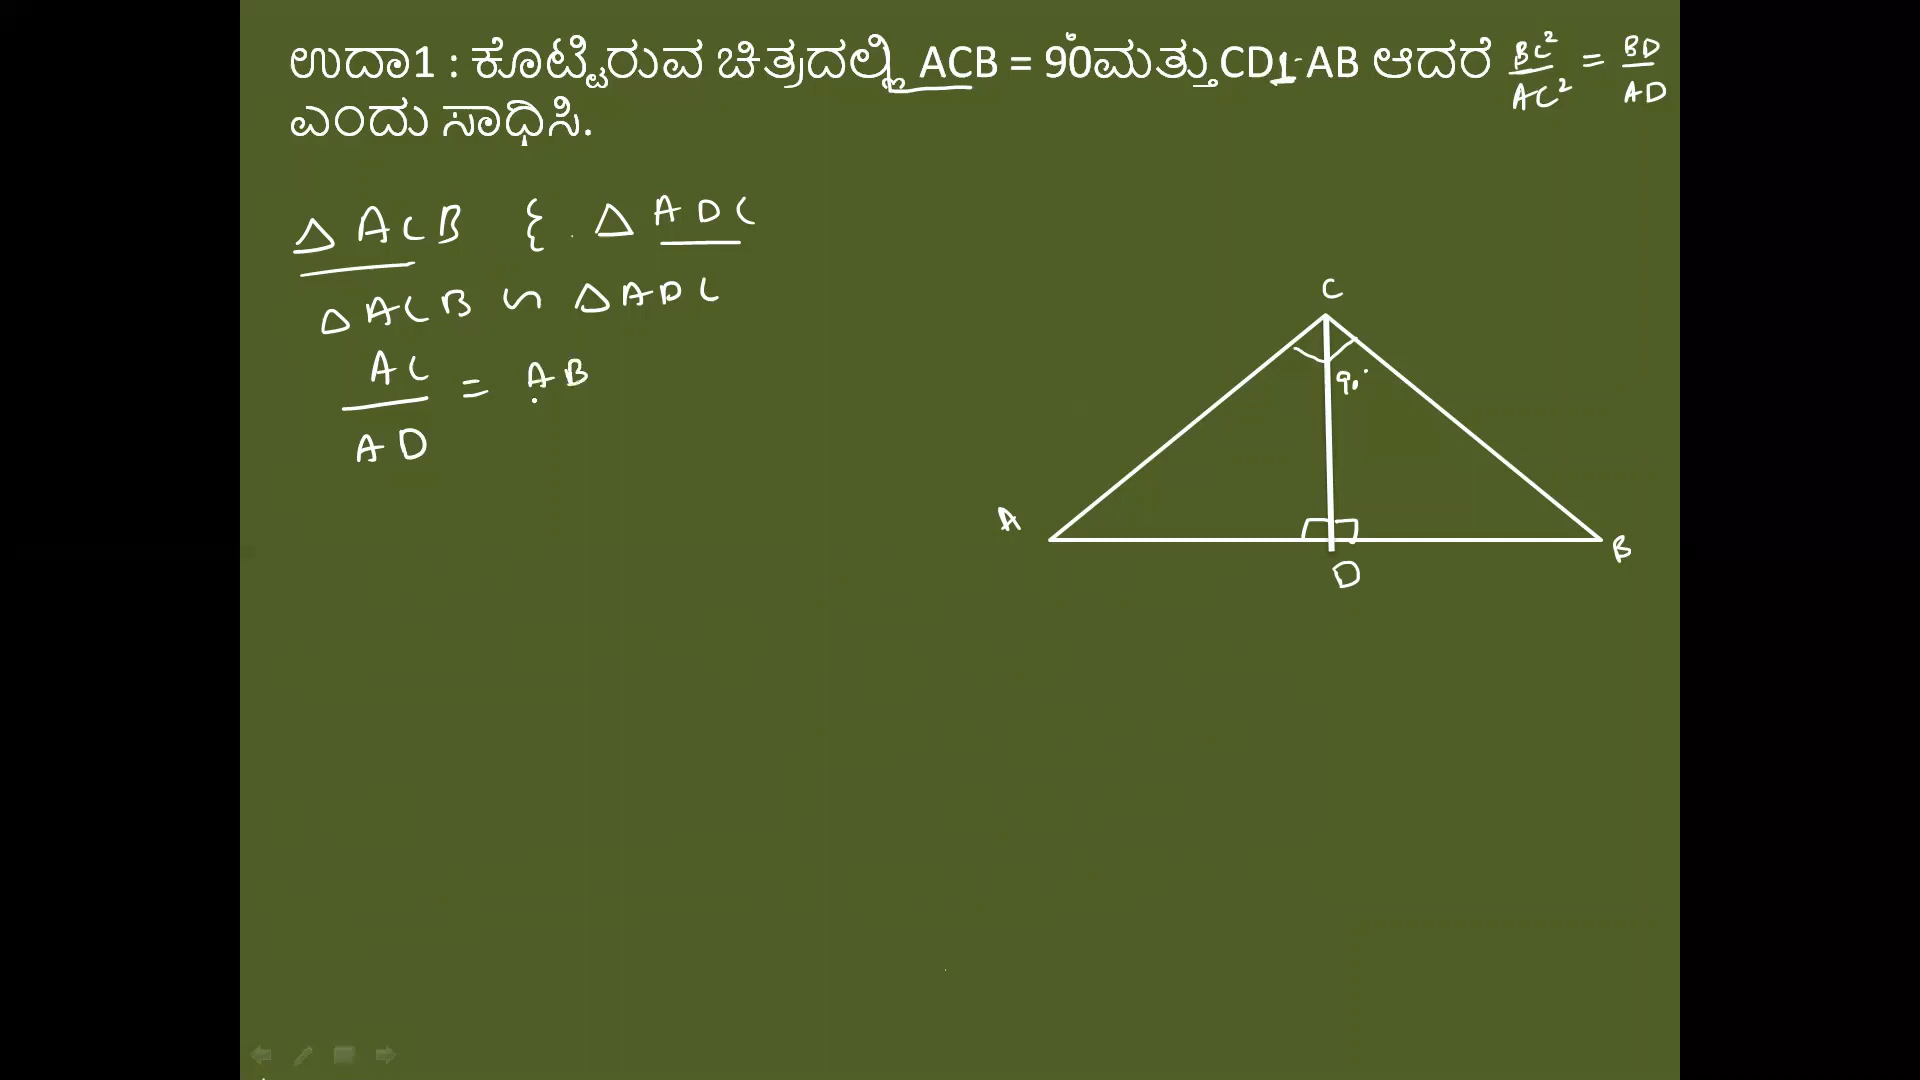 ಉದಾ1 : ಕೊಟ್ಟಿರುವ ಚಿತ್ರದಲ್ಲಿ ACB = 90°ಮತ್ತು CD⊥AB ಆದರೆ BC²/AC² = BD/AD
ಎಂದು ಸಾಧಿಸಿ.
△ ACB { △ ADC
△ ACB ∽ △ ADC
AC = AB
AD
C
90°
A
B
D